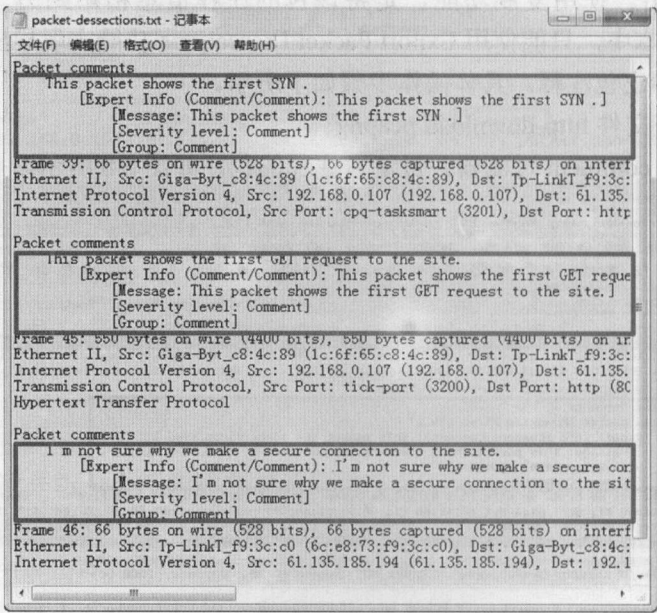 packet-dessections.txt - 记事本
文件(F) 编辑(E) 格式(O) 查看(V) 帮助(H)
Packet comments
This packet shows the first SYN .
[Expert Info (Comment/Comment): This packet shows the first SYN .]
[Message: This packet shows the first SYN .]
[Severity level: Comment]
[Group: Comment]
Frame 39: 66 bytes on wire (528 bits), 66 bytes captured (528 bits) on interf
Ethernet II, Src: Giga-Byt_c8:4c:89 (1c:6f:65:c8:4c:89), Dst: Tp-LinkT_f9:3c:
Internet Protocol Version 4, Src: 192.168.0.107 (192.168.0.107), Dst: 61.135.
Transmission Control Protocol, Src Port: cpq-tasksmart (3201), Dst Port: http
Packet comments
This packet shows the first GET request to the site.
[Expert Info (Comment/Comment): This packet shows the first GET reque
[Message: This packet shows the first GET request to the site.]
[Severity level: Comment]
[Group: Comment]
Frame 45: 550 bytes on wire (4400 bits), 550 bytes captured (4400 bits) on in
Ethernet II, Src: Giga-Byt_c8:4c:89 (1c:6f:65:c8:4c:89), Dst: Tp-LinkT_f9:3c:
Internet Protocol Version 4, Src: 192.168.0.107 (192.168.0.107), Dst: 61.135.
Transmission Control Protocol, Src Port: tick-port (3200), Dst Port: http (80
Hypertext Transfer Protocol
Packet comments
I'm not sure why we make a secure connection to the site.
[Expert Info (Comment/Comment): I'm not sure why we make a secure con
[Message: I'm not sure why we make a secure connection to the sit
[Severity level: Comment]
[Group: Comment]
Frame 46: 66 bytes on wire (528 bits), 66 bytes captured (528 bits) on interf
Ethernet II, Src: Tp-LinkT_f9:3c:c0 (6c:e8:73:f9:3c:c0), Dst: Giga-Byt_c8:4c:
Internet Protocol Version 4, Src: 61.135.185.194 (61.135.185.194), Dst: 192.1